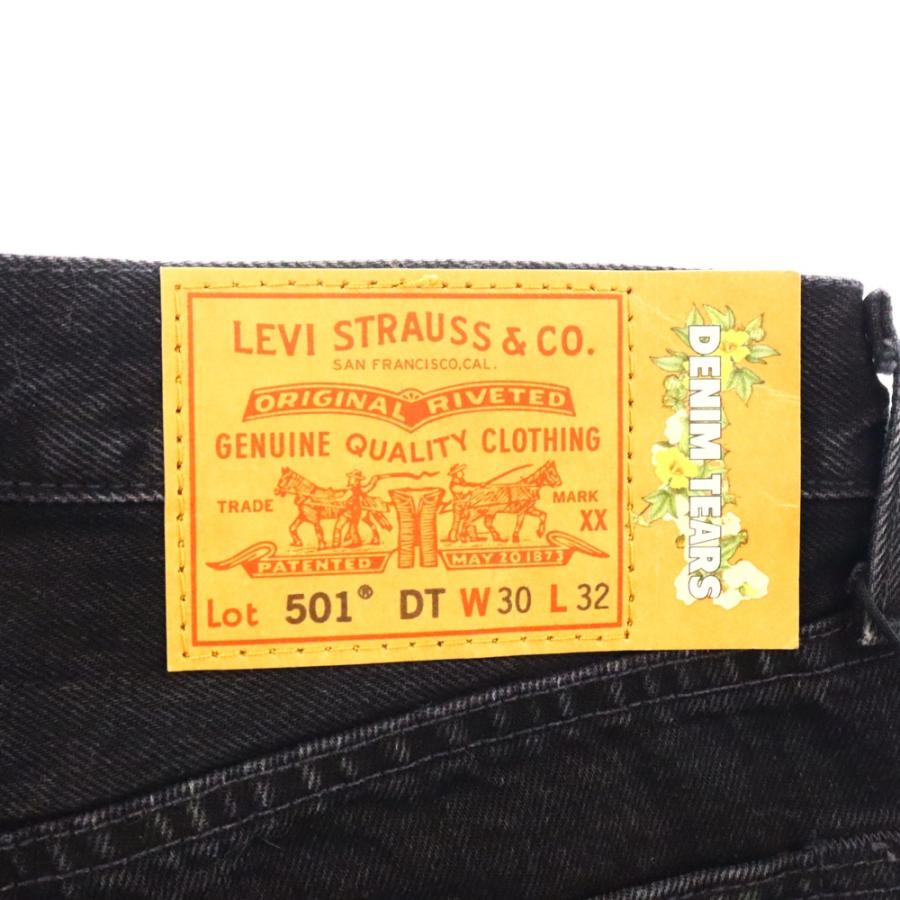 LEVI STRAUSS & CO.
SAN FRANCISCO, CAL.
ORIGINAL RIVETED
GENUINE QUALITY CLOTHING
TRADE MARK
XX
PATENTED MAY 20.1873
Lot 501® DT W 30 L 32
DENIM TEARS